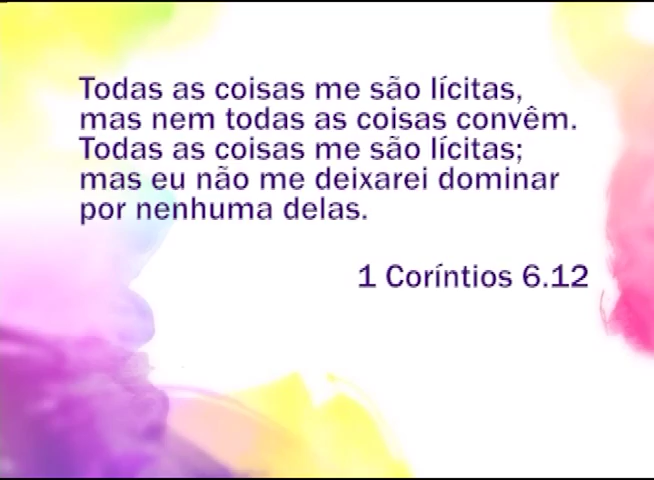 Todas as coisas me são lícitas,
mas nem todas as coisas convêm.
Todas as coisas me são lícitas;
mas eu não me deixarei dominar
por nenhuma delas.
1 Coríntios 6.12